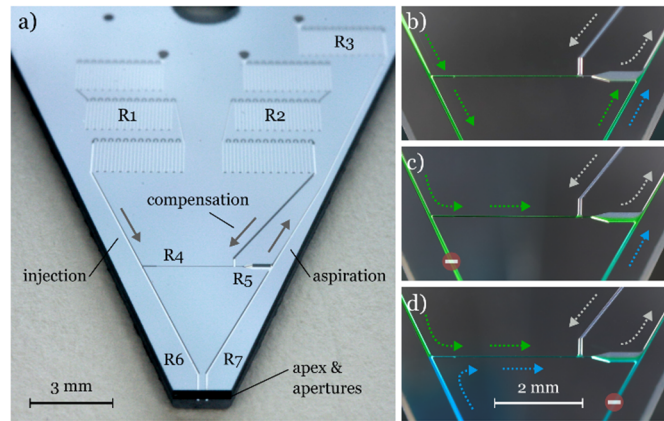 a)
R3
R1
R2
compensation
R4
injection
R5
aspiration
R6
R7
apex &
apertures
3 mm
b)
c)
d)
2 mm